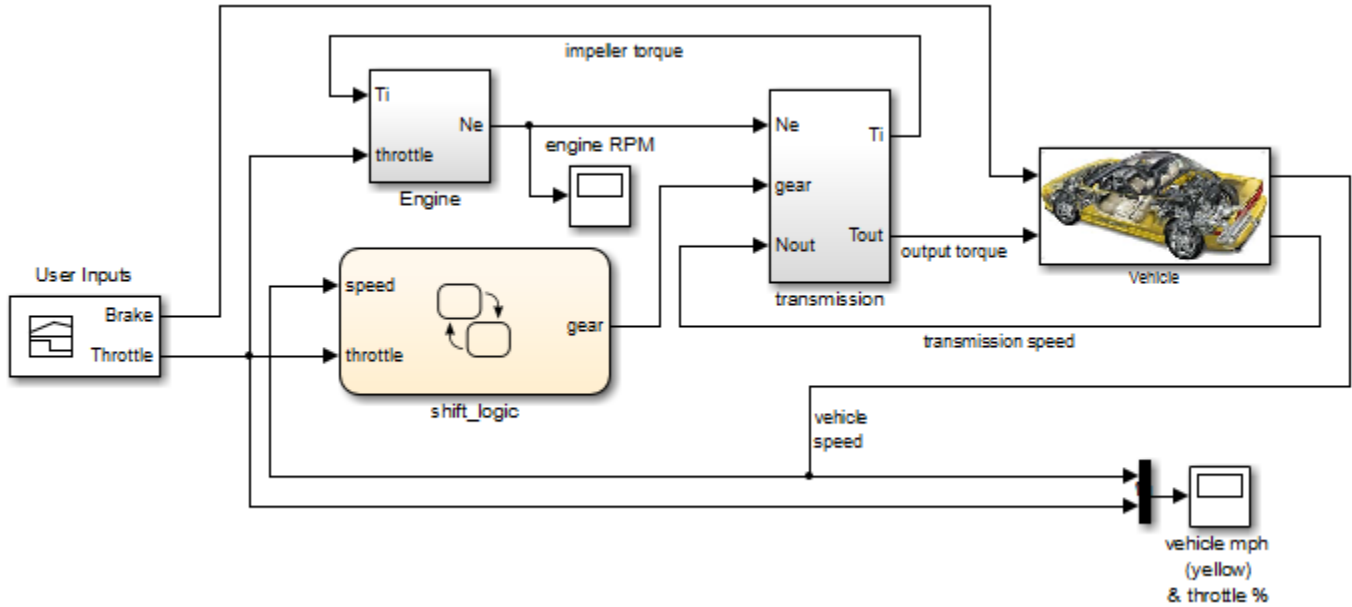 impeller torque
Ti
Ne
throttle
Engine
engine RPM
Ne
Ti
gear
Nout
Tout
transmission
output torque
Vehicle
transmission speed
User Inputs
Brake
Throttle
speed
gear
throttle
shift_logic
vehicle
speed
vehicle mph
(yellow)
& throttle %